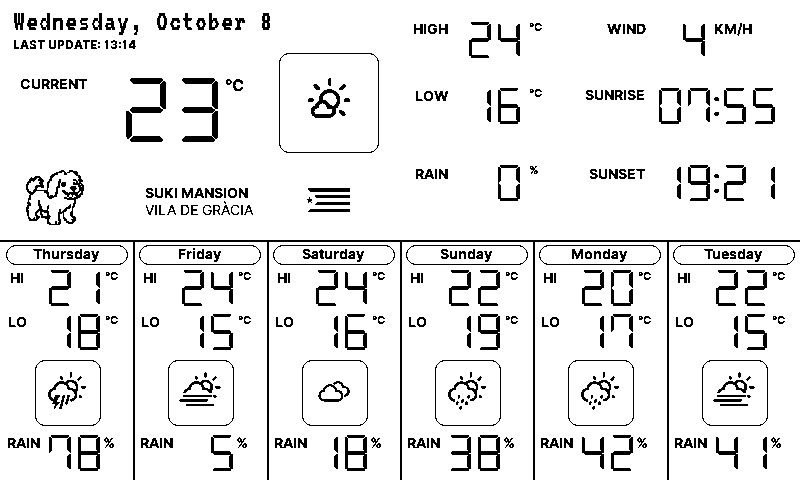 Wednesday, October 8
LAST UPDATE: 13:14
CURRENT 23 °C
HIGH 24 °C
LOW 16 °C
RAIN 0 %
WIND 4 KM/H
SUNRISE 07:55
SUNSET 19:21
SUKI MANSION
VILA DE GRÀCIA
Thursday
HI 21 °C
LO 18 °C
RAIN 78 %
Friday
HI 24 °C
LO 15 °C
RAIN 5 %
Saturday
HI 24 °C
LO 16 °C
RAIN 18 %
Sunday
HI 22 °C
LO 19 °C
RAIN 38 %
Monday
HI 20 °C
LO 17 °C
RAIN 42 %
Tuesday
HI 22 °C
LO 15 °C
RAIN 41 %